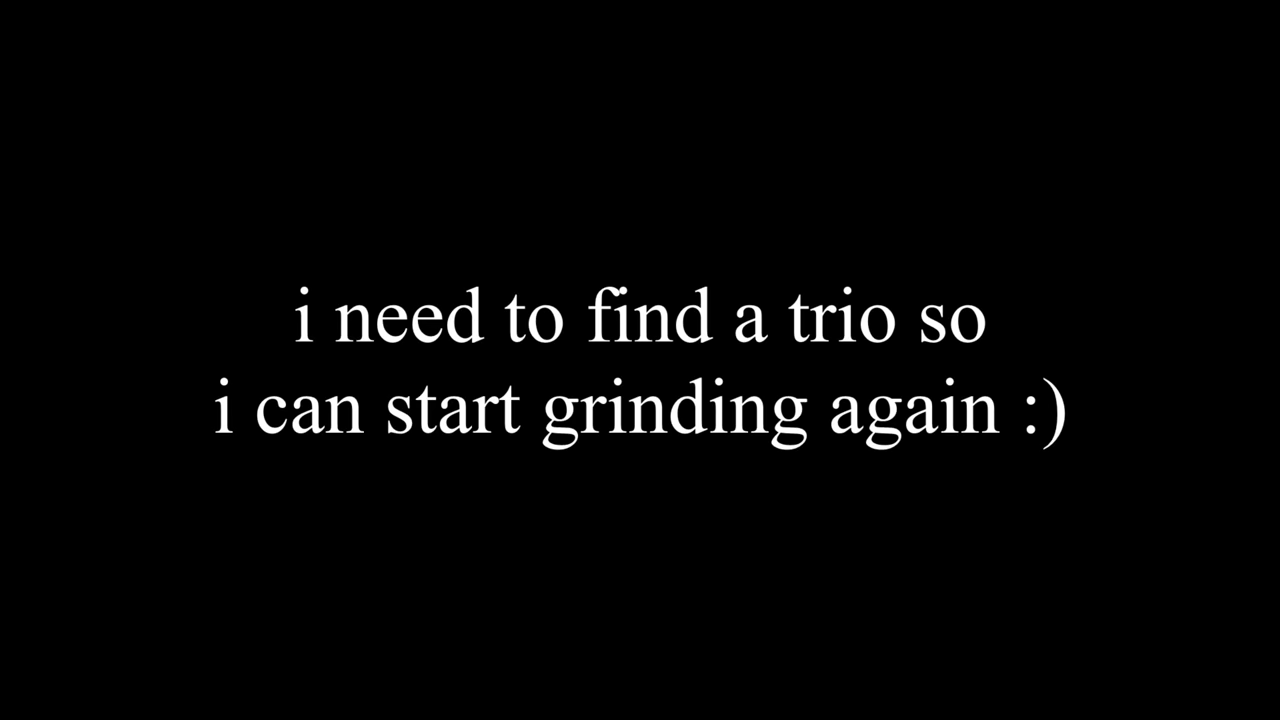 i need to find a trio so
i can start grinding again :)